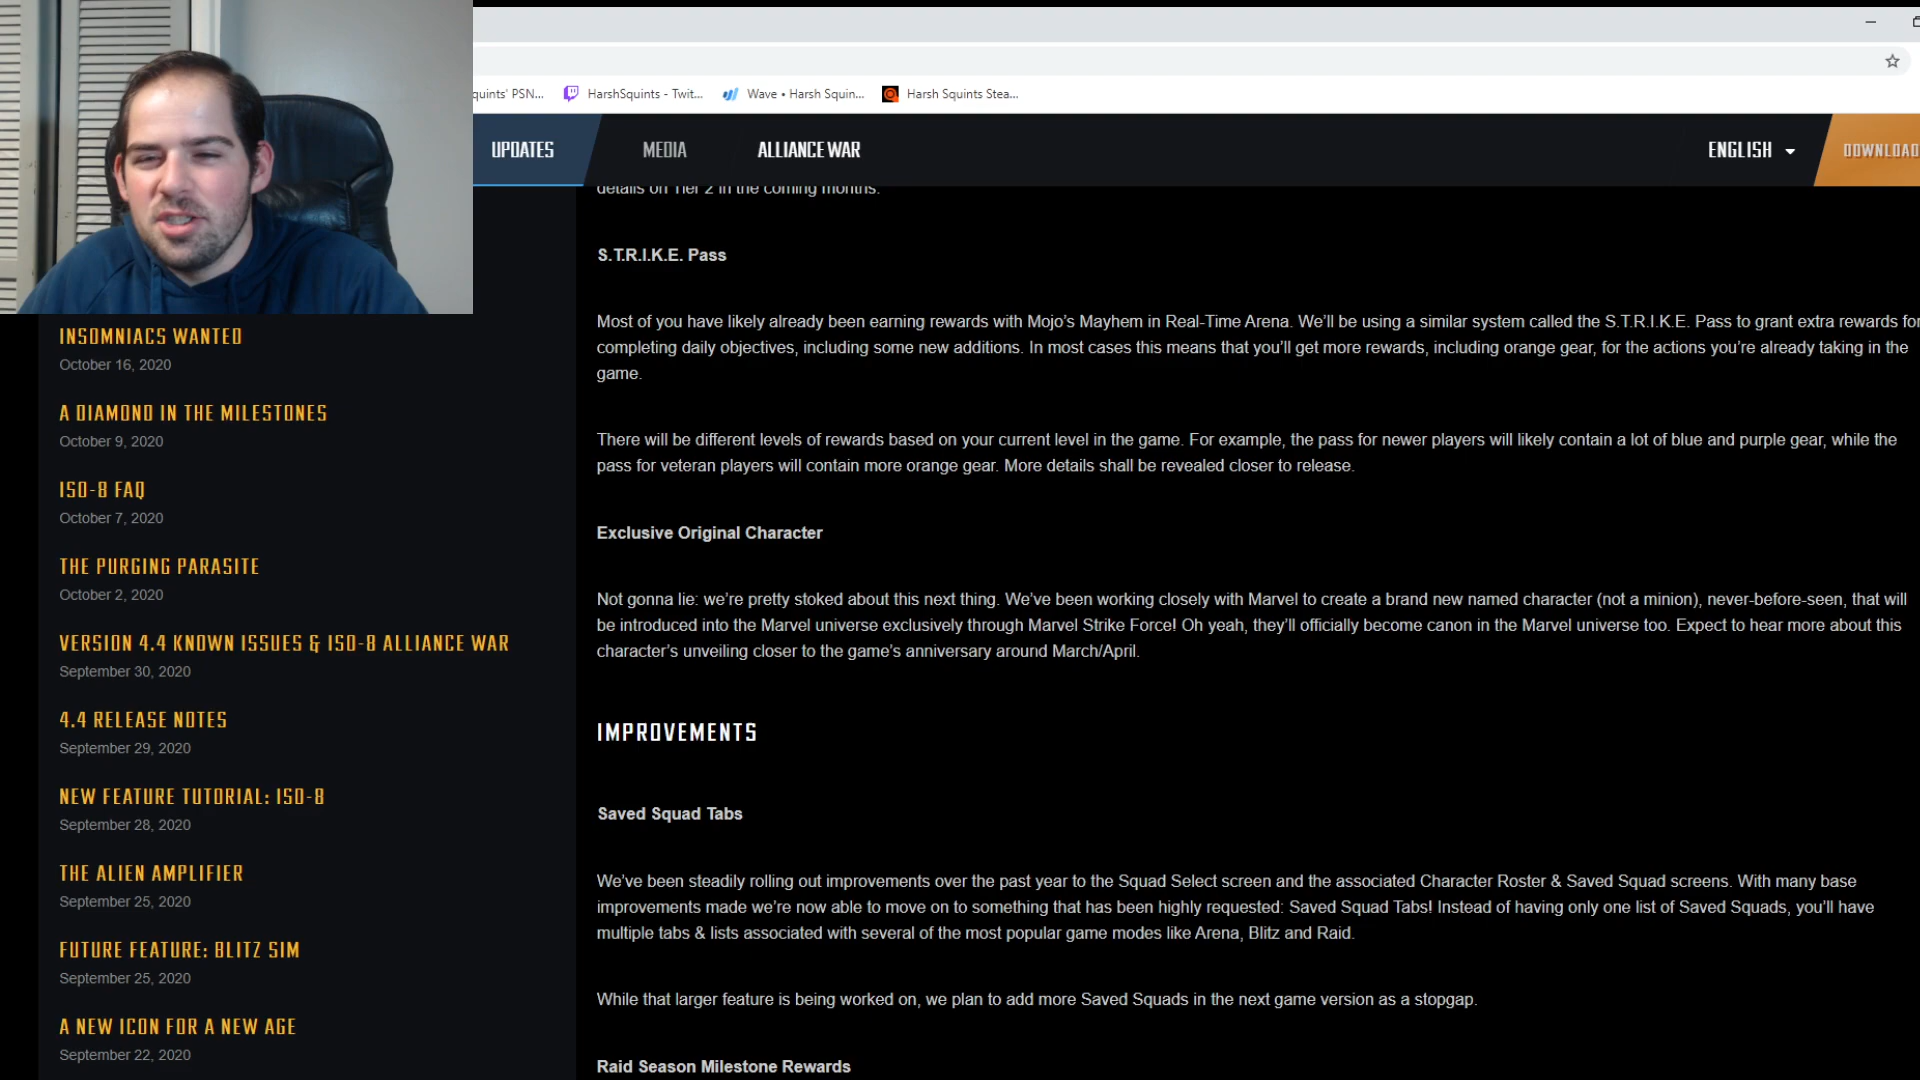 quints' PSN...
HarshSquints - Twit...
Wave • Harsh Squin...
Harsh Squints Stea...
UPDATES
MEDIA
ALLIANCE WAR
ENGLISH
DOWNLOAD
details on Tier 2 in the coming months.
S.T.R.I.K.E. Pass
Most of you have likely already been earning rewards with Mojo's Mayhem in Real-Time Arena. We'll be using a similar system called the S.T.R.I.K.E. Pass to grant extra rewards for
completing daily objectives, including some new additions. In most cases this means that you'll get more rewards, including orange gear, for the actions you're already taking in the
game.
There will be different levels of rewards based on your current level in the game. For example, the pass for newer players will likely contain a lot of blue and purple gear, while the
pass for veteran players will contain more orange gear. More details shall be revealed closer to release.
Exclusive Original Character
Not gonna lie: we're pretty stoked about this next thing. We've been working closely with Marvel to create a brand new named character (not a minion), never-before-seen, that will
be introduced into the Marvel universe exclusively through Marvel Strike Force! Oh yeah, they'll officially become canon in the Marvel universe too. Expect to hear more about this
character's unveiling closer to the game's anniversary around March/April.
IMPROVEMENTS
Saved Squad Tabs
We've been steadily rolling out improvements over the past year to the Squad Select screen and the associated Character Roster & Saved Squad screens. With many base
improvements made we're now able to move on to something that has been highly requested: Saved Squad Tabs! Instead of having only one list of Saved Squads, you'll have
multiple tabs & lists associated with several of the most popular game modes like Arena, Blitz and Raid.
While that larger feature is being worked on, we plan to add more Saved Squads in the next game version as a stopgap.
Raid Season Milestone Rewards
INSOMNIACS WANTED
October 16, 2020
A DIAMOND IN THE MILESTONES
October 9, 2020
ISO-8 FAQ
October 7, 2020
THE PURGING PARASITE
October 2, 2020
VERSION 4.4 KNOWN ISSUES & ISO-8 ALLIANCE WAR
September 30, 2020
4.4 RELEASE NOTES
September 29, 2020
NEW FEATURE TUTORIAL: ISO-8
September 28, 2020
THE ALIEN AMPLIFIER
September 25, 2020
FUTURE FEATURE: BLITZ SIM
September 25, 2020
A NEW ICON FOR A NEW AGE
September 22, 2020